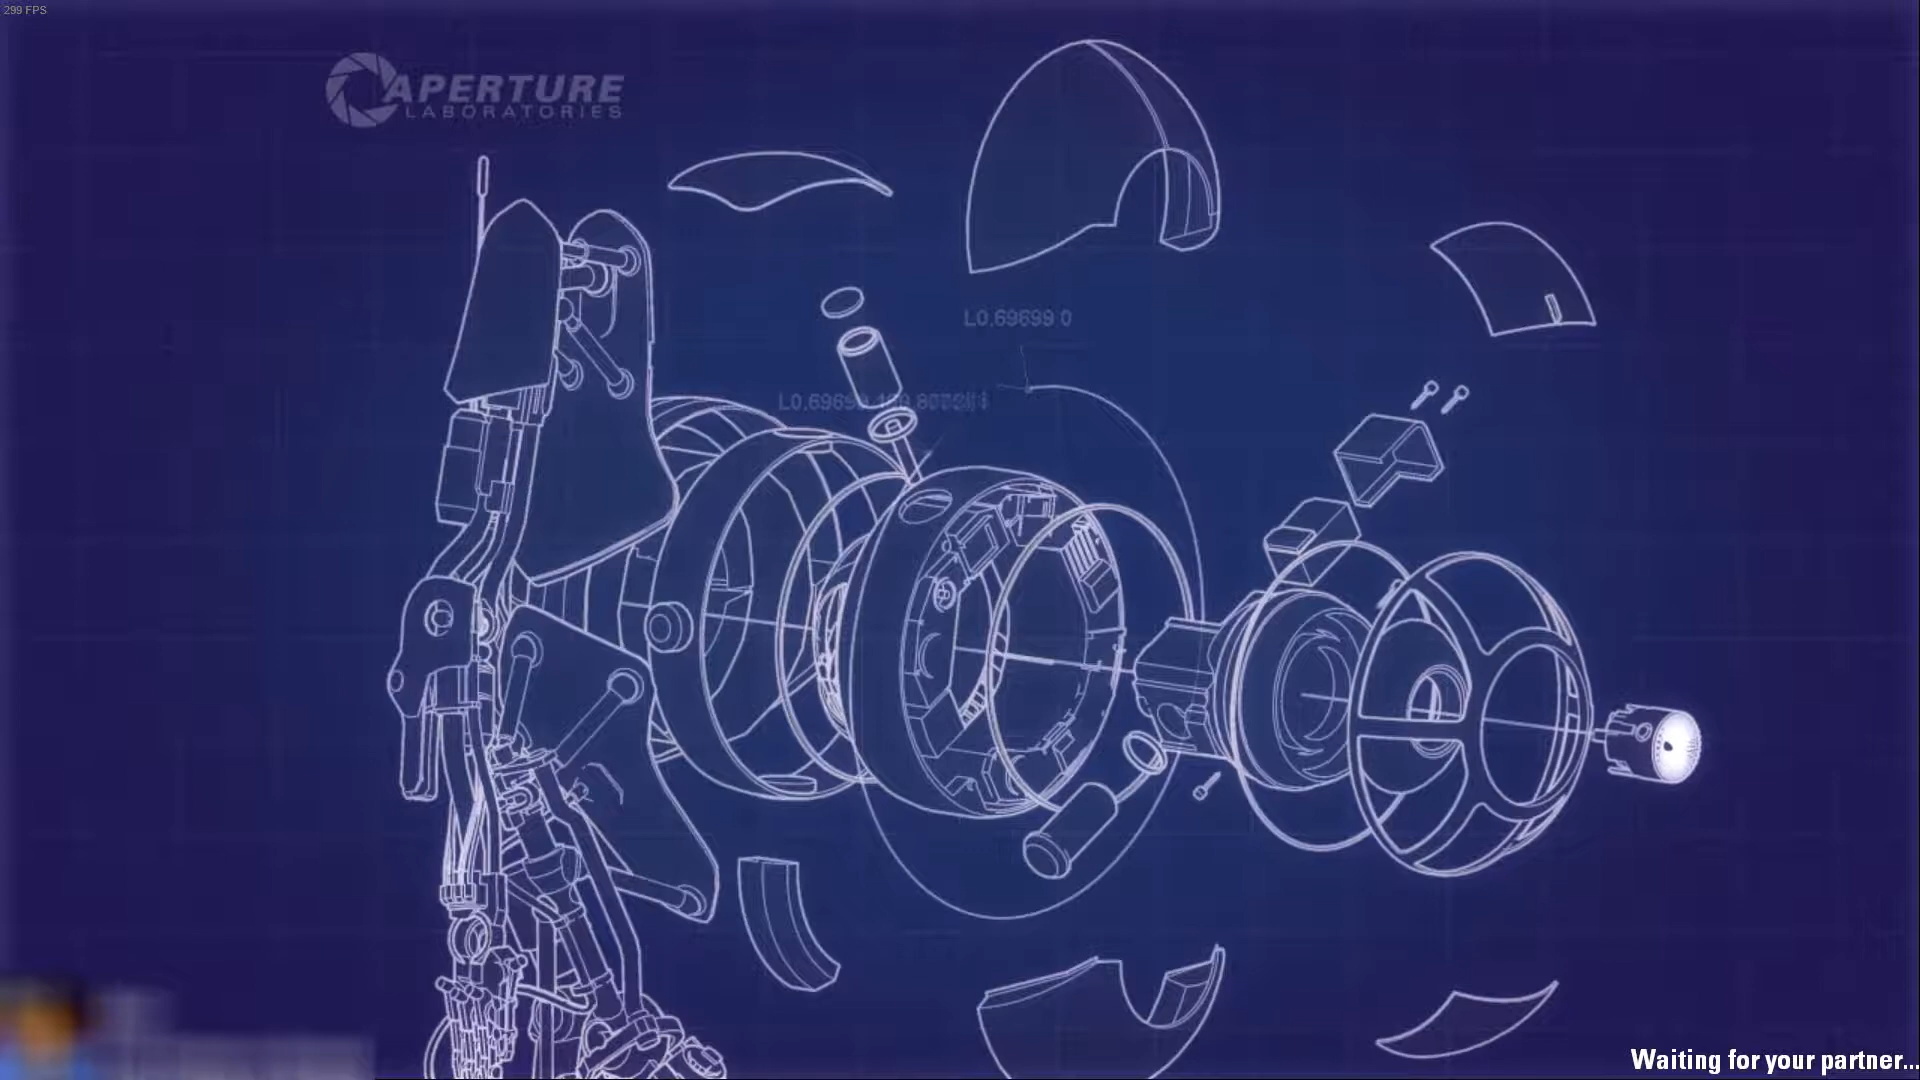 299 FPS
APERTURE
LABORATORIES
L0.69699 0
Waiting for your partner...